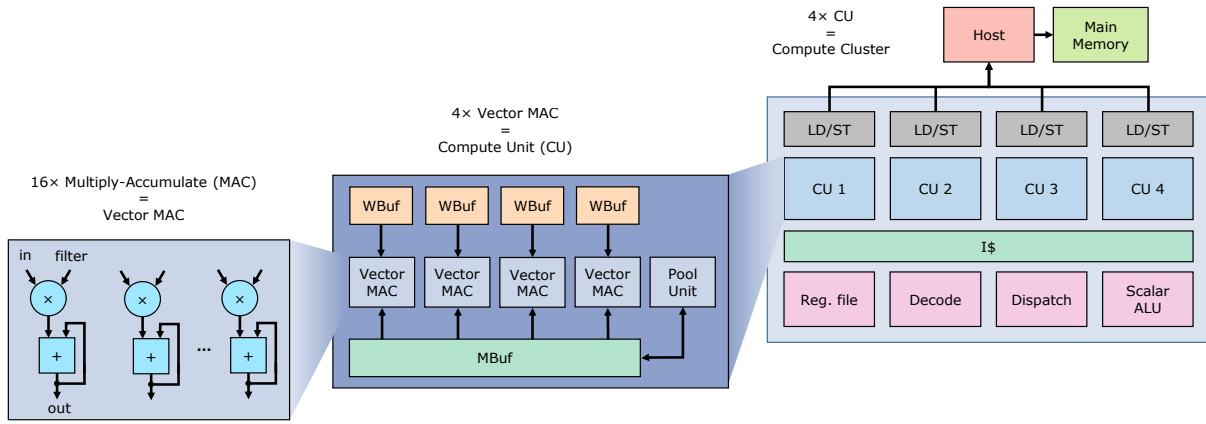 16× Multiply-Accumulate (MAC)
=
Vector MAC
in filter
× × ×
+ + ... +
out
4× Vector MAC
=
Compute Unit (CU)
WBuf WBuf WBuf WBuf
Vector MAC
Vector MAC
Vector MAC
Vector MAC
Pool Unit
MBuf
4× CU
=
Compute Cluster
Host
Main
Memory
LD/ST LD/ST LD/ST LD/ST
CU 1 CU 2 CU 3 CU 4
I$
Reg. file Decode Dispatch Scalar
ALU